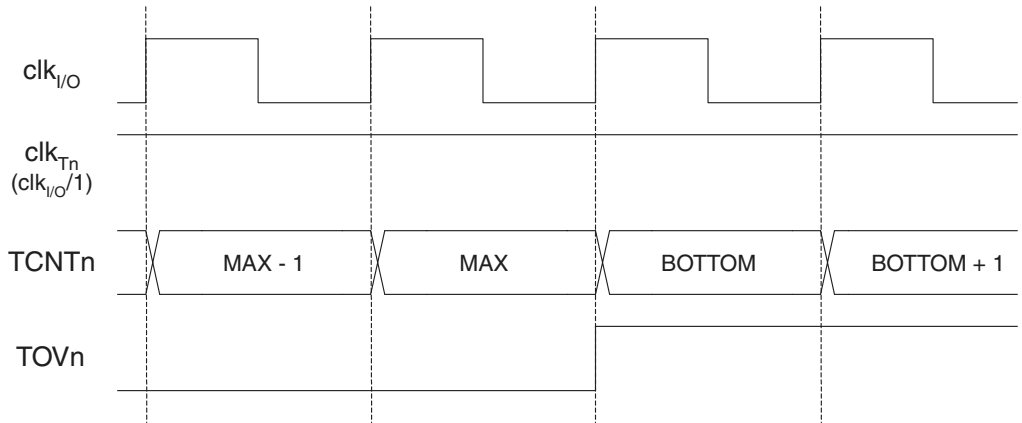 clkI/O
clkTn
(clkI/O/1)
TCNTn
MAX - 1
MAX
BOTTOM
BOTTOM + 1
TOVn